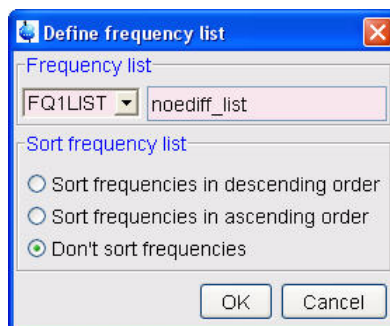 Define frequency list
Frequency list
FQ1LIST noediff_list
Sort frequency list
Sort frequencies in descending order
Sort frequencies in ascending order
Don't sort frequencies
OK Cancel